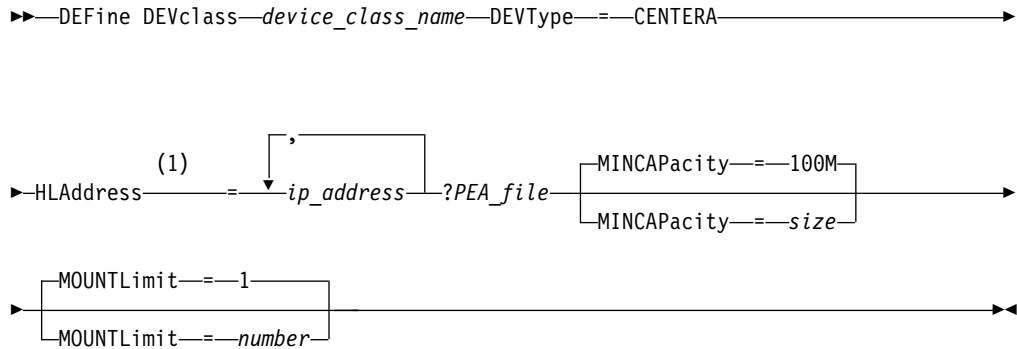 DEFine DEVclass device_class_name DEVType = CENTERA
,
(1)
HLAddress = ip_address ?PEA_file
MINCAPacity = 100M
MINCAPacity = size
MOUNTLimit = 1
MOUNTLimit = number